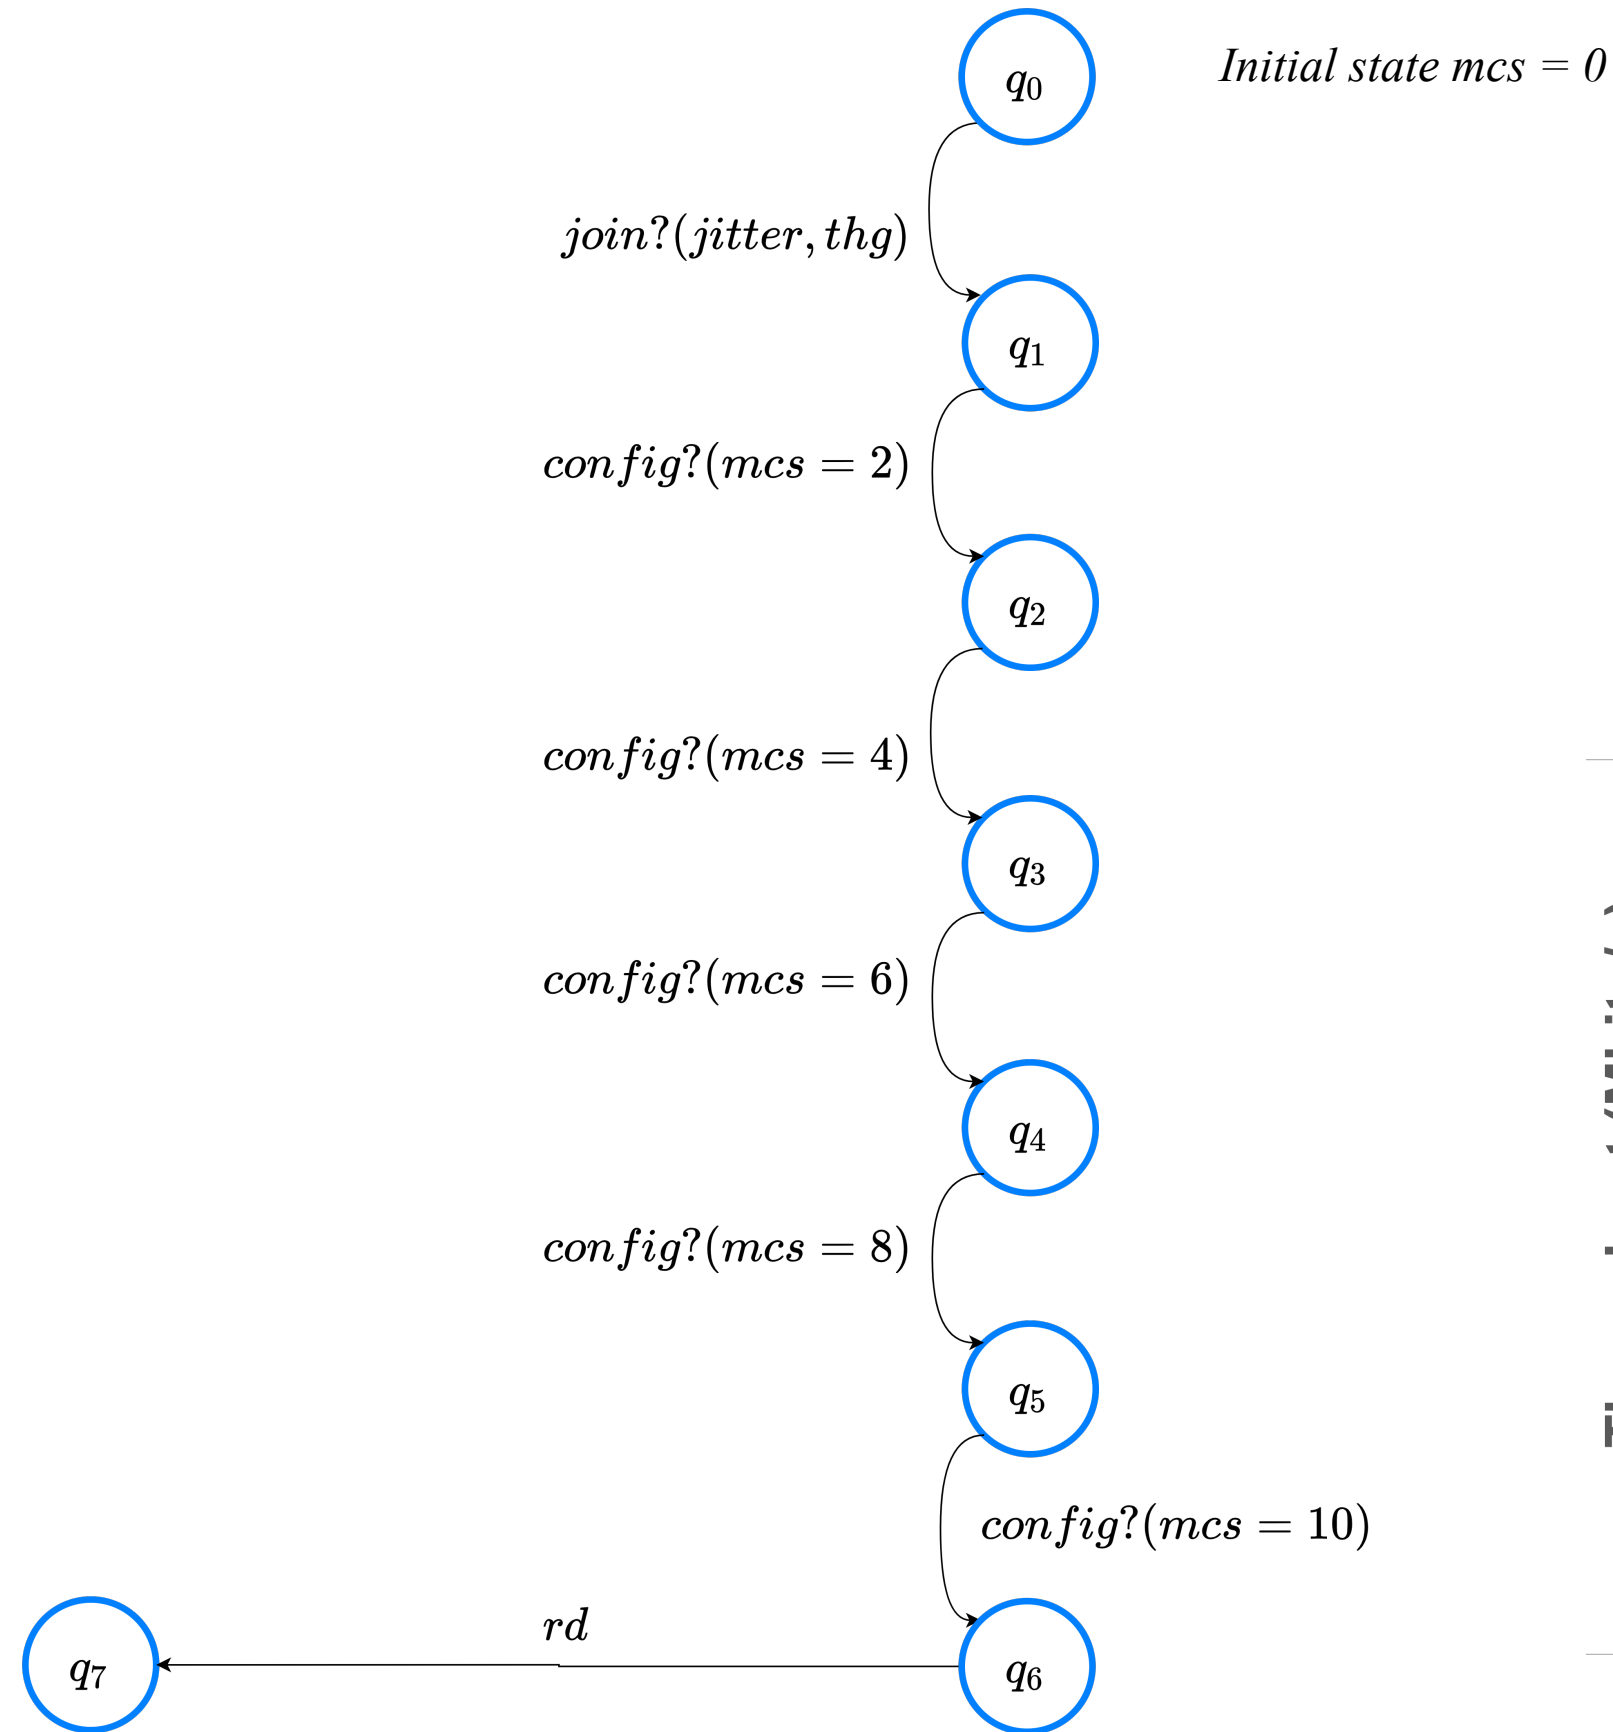 q0
Initial state mcs = 0
join?(jitter, thg)
q1
config?(mcs = 2)
q2
config?(mcs = 4)
q3
config?(mcs = 6)
q4
config?(mcs = 8)
q5
config?(mcs = 10)
rd
q7
q6